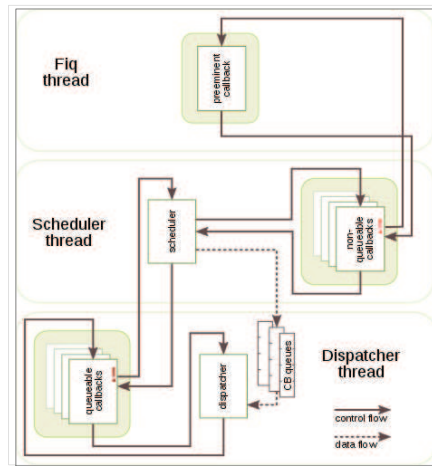 Fiq
thread
preeminent
callback
Scheduler
thread
scheduler
non-
queueable
callbacks
Dispatcher
thread
queueable
callbacks
dispatcher
CB queues
control flow
data flow